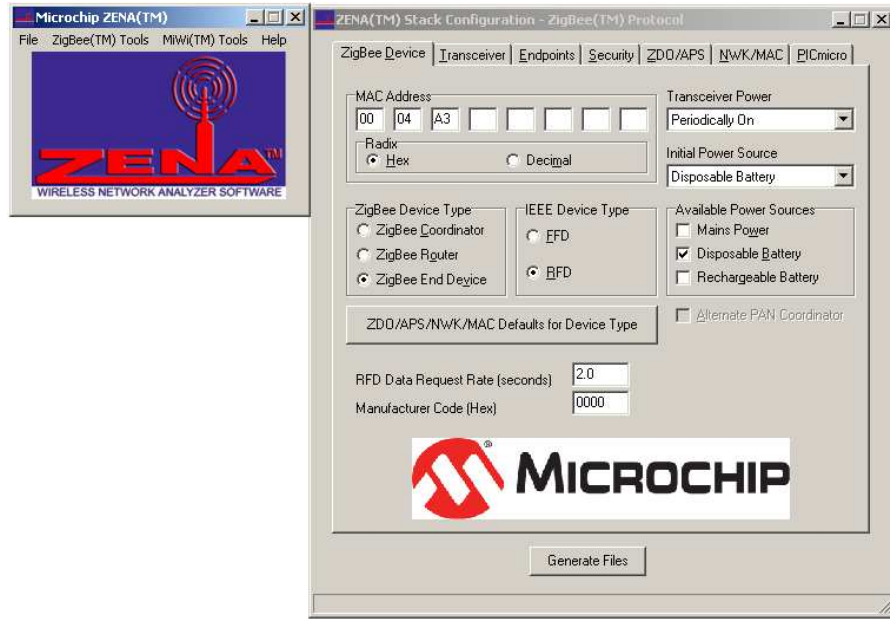 Microchip ZENA(TM)
File ZigBee(TM) Tools MiWi(TM) Tools Help
ZENA™
WIRELESS NETWORK ANALYZER SOFTWARE
ZENA(TM) Stack Configuration - ZigBee(TM) Protocol
ZigBee Device Transceiver Endpoints Security ZDO/APS NWK/MAC PICmicro
MAC Address
00 04 A3
Radix
Hex Decimal
Transceiver Power
Periodically On
Initial Power Source
Disposable Battery
ZigBee Device Type
ZigBee Coordinator
ZigBee Router
ZigBee End Device
IEEE Device Type
FFD
RFD
Available Power Sources
Mains Power
Disposable Battery
Rechargeable Battery
ZDO/APS/NWK/MAC Defaults for Device Type
Alternate PAN Coordinator
RFD Data Request Rate (seconds) 2.0
Manufacturer Code (Hex) 0000
MICROCHIP®
Generate Files